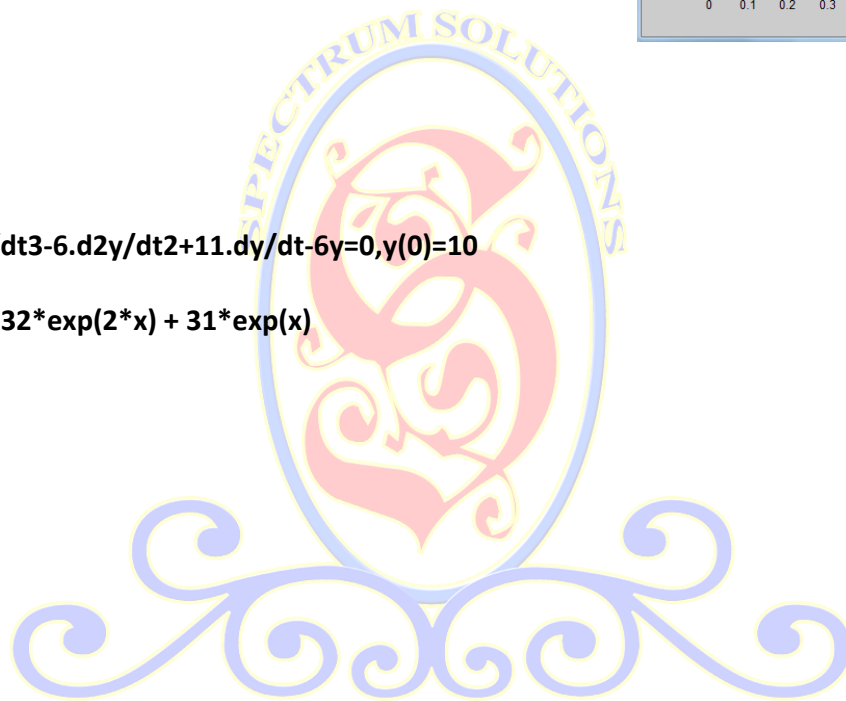 0 0.1 0.2 0.3
SPECTRUM SOLUTIONS
dt3-6.d2y/dt2+11.dy/dt-6y=0,y(0)=10
32*exp(2*x) + 31*exp(x)